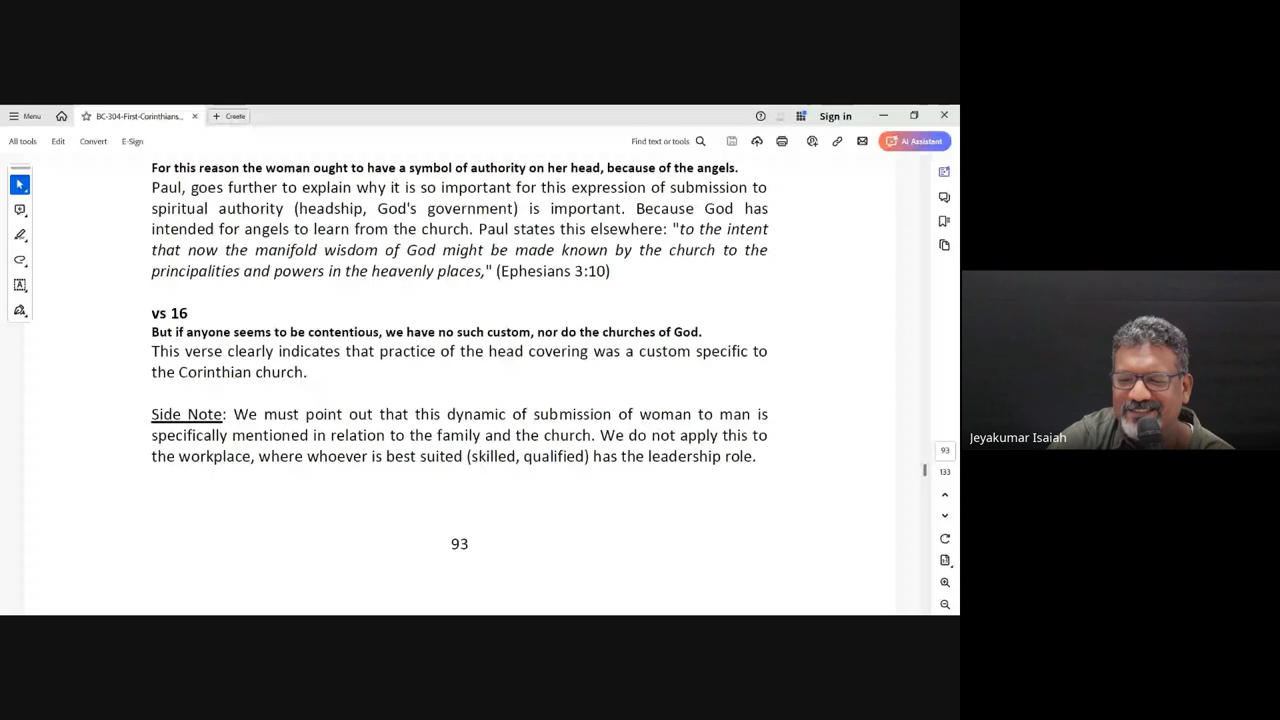 Menu
BC-304-First-Corinthians...
Create
Sign in
All tools
Edit
Convert
E-Sign
Find text or tools
AI Assistant
For this reason the woman ought to have a symbol of authority on her head, because of the angels.
Paul, goes further to explain why it is so important for this expression of submission to
spiritual authority (headship, God's government) is important. Because God has
intended for angels to learn from the church. Paul states this elsewhere: "to the intent
that now the manifold wisdom of God might be made known by the church to the
principalities and powers in the heavenly places," (Ephesians 3:10)
vs 16
But if anyone seems to be contentious, we have no such custom, nor do the churches of God.
This verse clearly indicates that practice of the head covering was a custom specific to
the Corinthian church.
Side Note: We must point out that this dynamic of submission of woman to man is
specifically mentioned in relation to the family and the church. We do not apply this to
the workplace, where whoever is best suited (skilled, qualified) has the leadership role.
93
93
133
Jeyakumar Isaiah